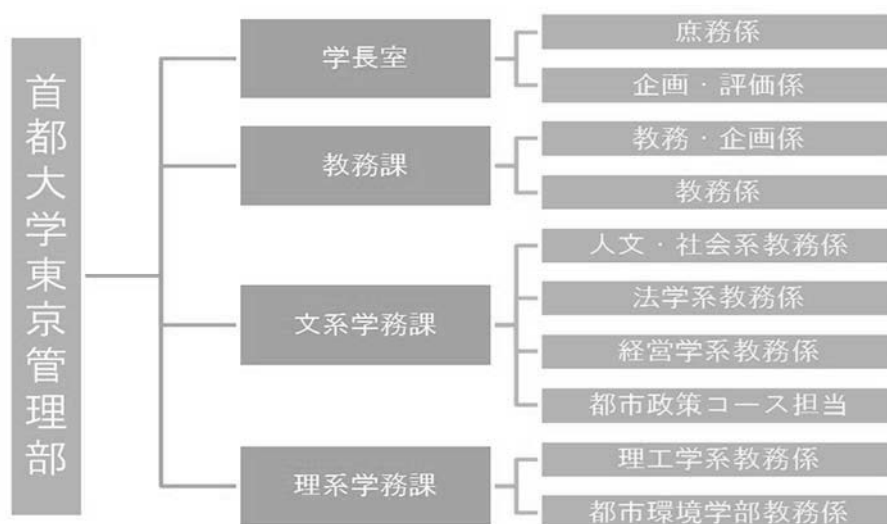 首都大学東京管理部
学長室
庶務係
企画・評価係
教務課
教務・企画係
教務係
文系学務課
人文・社会系教務係
法学系教務係
経営学系教務係
都市政策コース担当
理系学務課
理工学系教務係
都市環境学部教務係